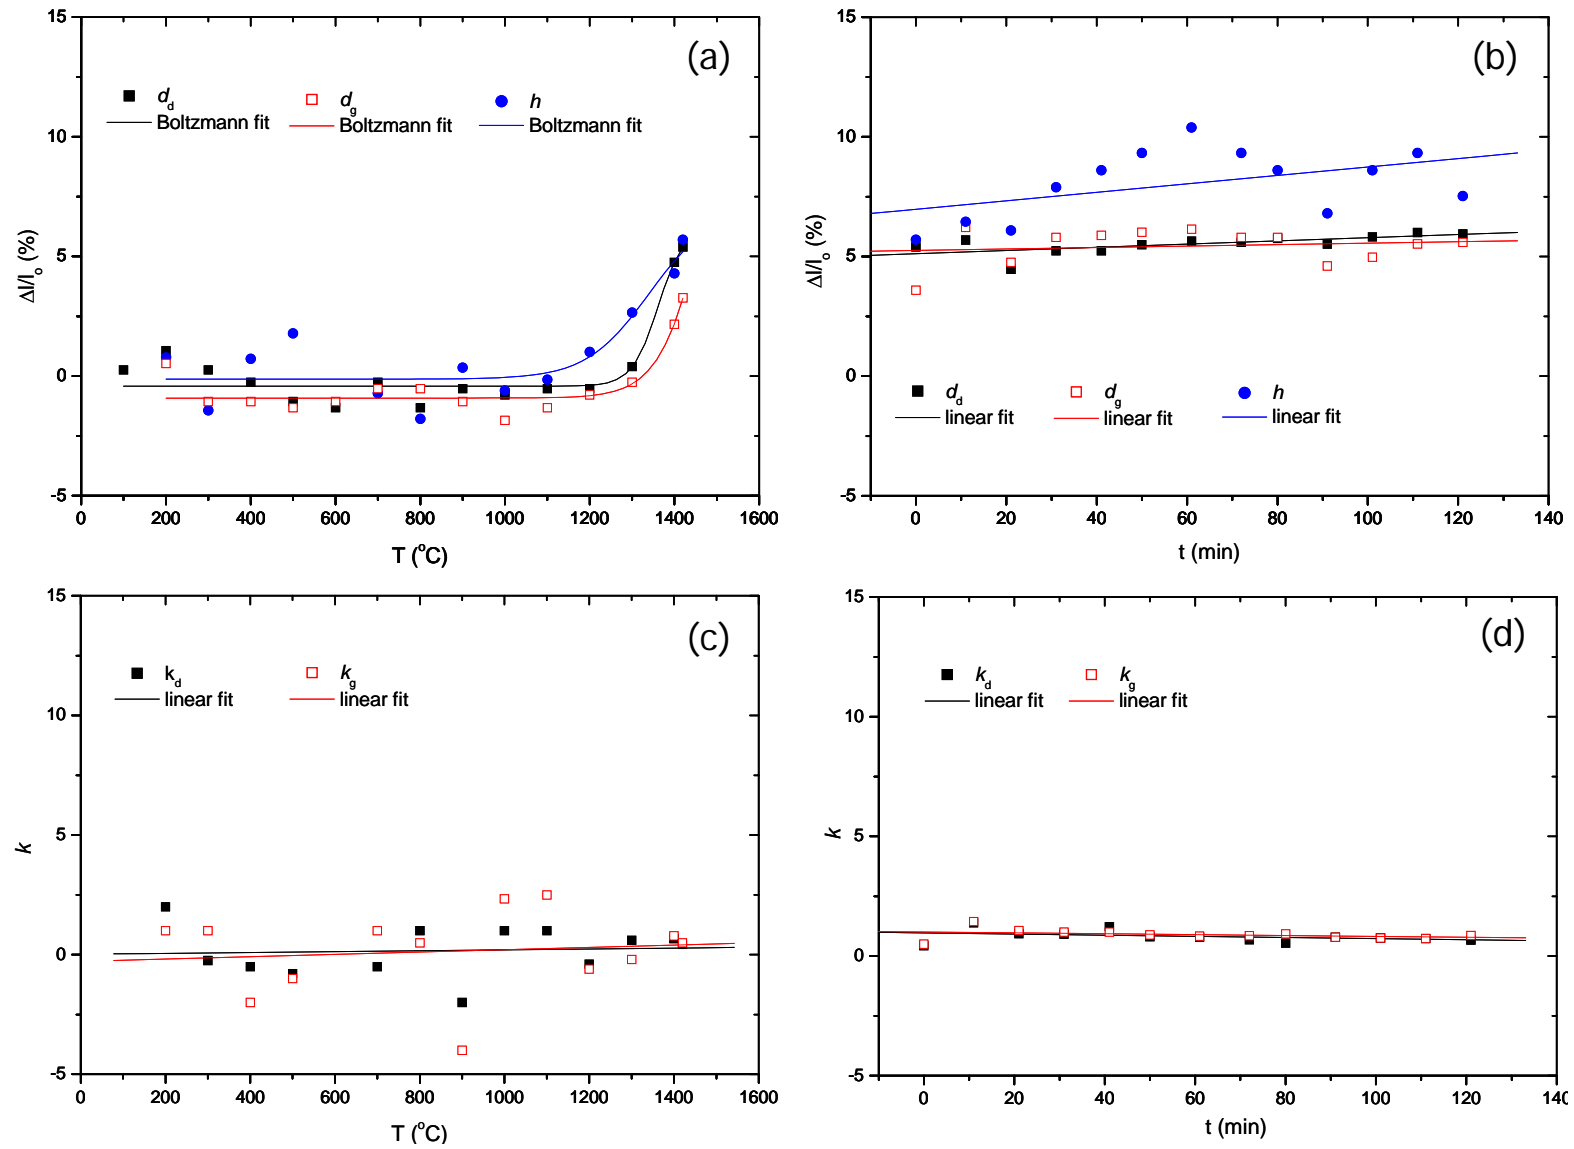 15
10
5
0
-5
Δl/lₒ (%)
(a)
d_d
Boltzmann fit
d_g
Boltzmann fit
h
Boltzmann fit
0 200 400 600 800 1000 1200 1400 1600
T (°C)
15
10
5
0
-5
Δl/lₒ (%)
(b)
d_d
linear fit
d_g
linear fit
h
linear fit
0 20 40 60 80 100 120 140
t (min)
15
10
5
0
-5
k
(c)
k_d
linear fit
k_g
linear fit
0 200 400 600 800 1000 1200 1400 1600
T (°C)
15
10
5
0
-5
k
(d)
k_d
linear fit
k_g
linear fit
0 20 40 60 80 100 120 140
t (min)